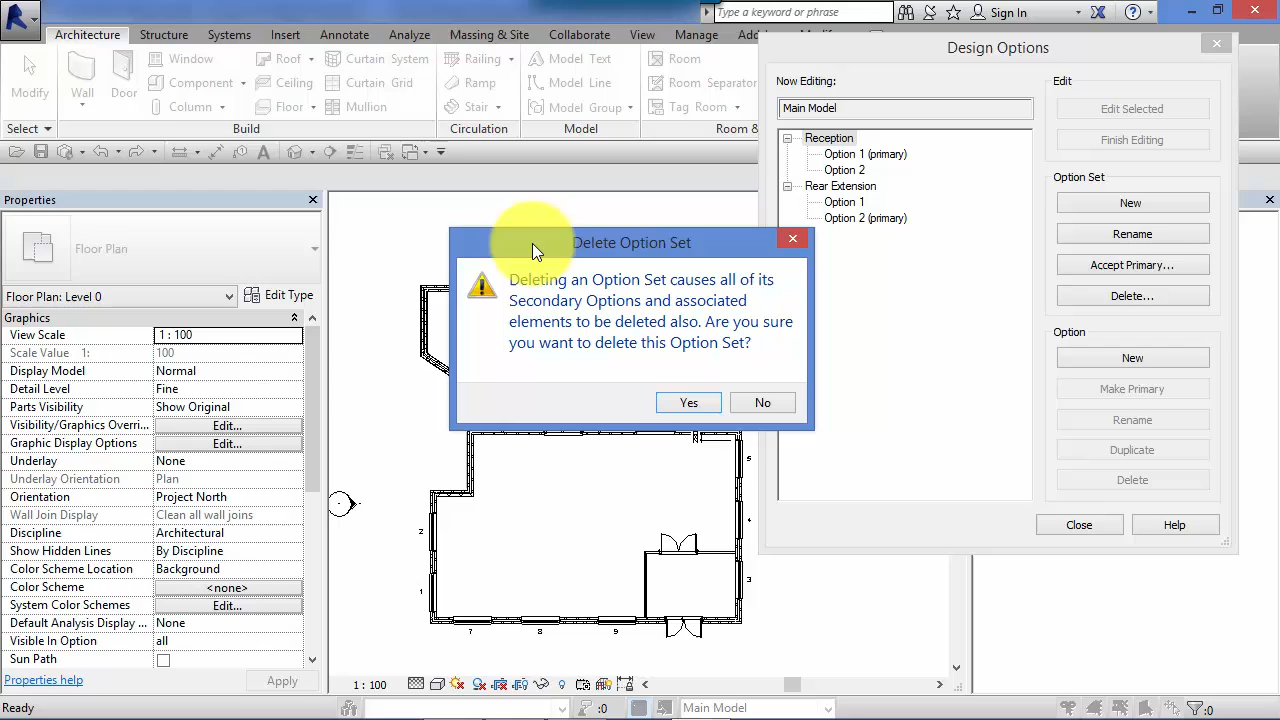 Type a keyword or phrase
Sign In
Architecture Structure Systems Insert Annotate Analyze Massing & Site Collaborate View Manage
Modify
Wall
Door
Window
Component
Column
Roof
Ceiling
Floor
Curtain System
Curtain Grid
Mullion
Railing
Ramp
Stair
Model Text
Model Line
Model Group
Room
Room Separator
Tag Room
Select
Build
Circulation
Model
Room &
Properties
Floor Plan
Floor Plan: Level 0
Edit Type
Graphics
View Scale 1 : 100
Scale Value 1: 100
Display Model Normal
Detail Level Fine
Parts Visibility Show Original
Visibility/Graphics Overri... Edit...
Graphic Display Options Edit...
Underlay None
Underlay Orientation Plan
Orientation Project North
Wall Join Display Clean all wall joins
Discipline Architectural
Show Hidden Lines By Discipline
Color Scheme Location Background
Color Scheme <none>
System Color Schemes Edit...
Default Analysis Display ... None
Visible In Option all
Sun Path
Properties help
Apply
Ready
Delete Option Set
Deleting an Option Set causes all of its
Secondary Options and associated
elements to be deleted also. Are you sure
you want to delete this Option Set?
Yes
No
5
2
4
1
3
7
8
9
1 : 100
:0
Main Model
:0
Design Options
Now Editing:
Main Model
Reception
Option 1 (primary)
Option 2
Rear Extension
Option 1
Option 2 (primary)
Edit
Edit Selected
Finish Editing
Option Set
New
Rename
Accept Primary...
Delete...
Option
New
Make Primary
Rename
Duplicate
Delete
Close
Help